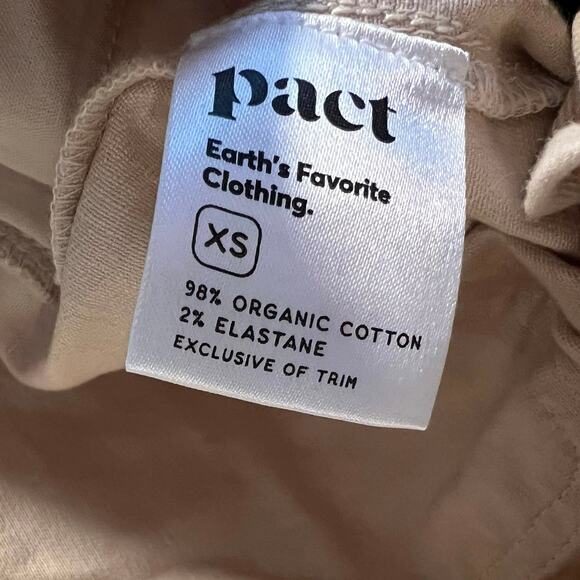 pact
Earth's Favorite
Clothing.
XS
98% ORGANIC COTTON
2% ELASTANE
EXCLUSIVE OF TRIM